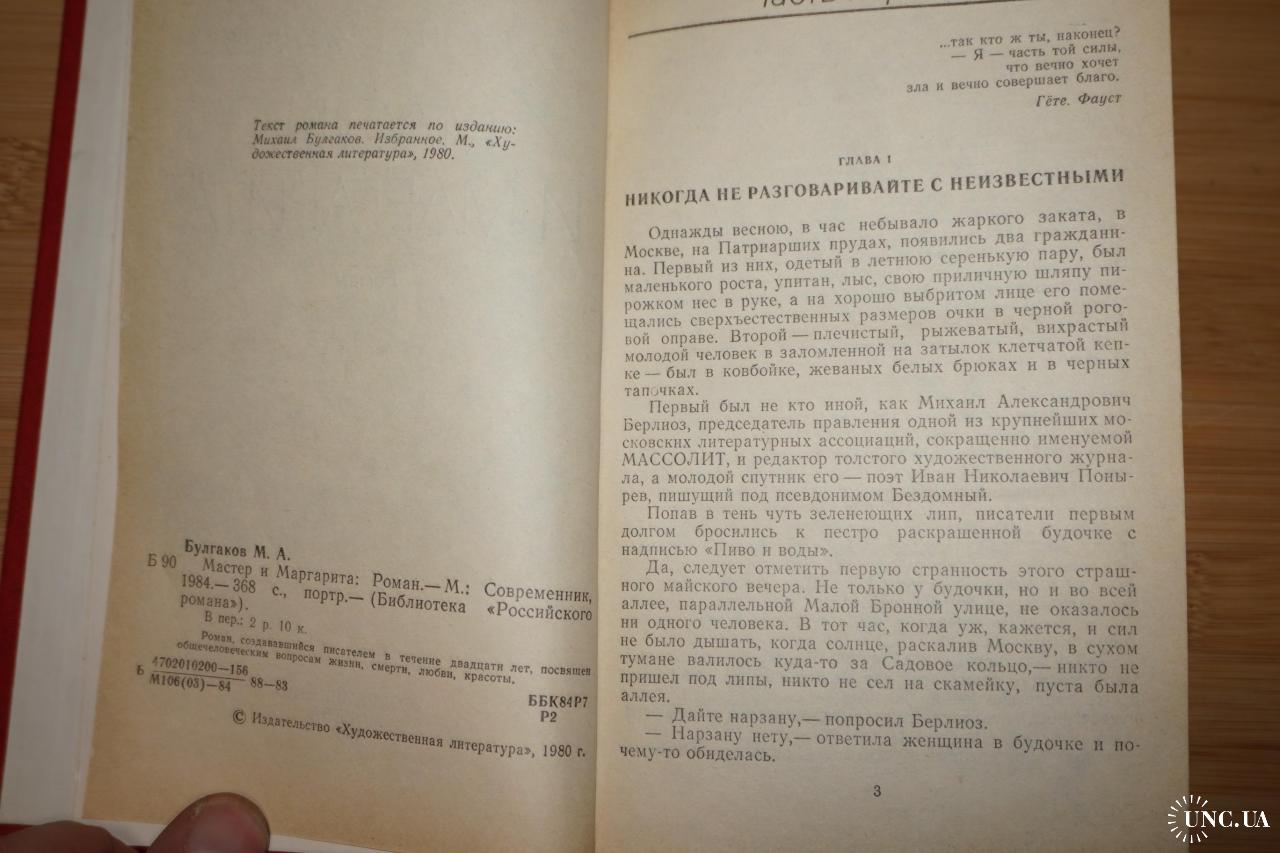 Текст романа печатается по изданию:
Михаил Булгаков. Избранное. М., «Ху-
дожественная литература», 1980.
Булгаков М. А.
Б 90 Мастер и Маргарита: Роман.— М.: Современник,
1984.— 368 с., портр.— (Библиотека «Российского
романа»).
В пер.: 2 р. 10 к.
Роман, создававшийся писателем в течение двадцати лет, посвящен
общечеловеческим вопросам жизни, смерти, любви, красоты.
4702010200—156
Б 88—83
М106(03)—84
ББК84Р7
Р2
© Издательство «Художественная литература», 1980 г.
...так кто ж ты, наконец?
— Я — часть той силы,
что вечно хочет
зла и вечно совершает благо.
Гёте. Фауст
ГЛАВА 1
НИКОГДА НЕ РАЗГОВАРИВАЙТЕ С НЕИЗВЕСТНЫМИ
Однажды весною, в час небывало жаркого заката, в
Москве, на Патриарших прудах, появились два граждани-
на. Первый из них, одетый в летнюю серенькую пару, был
маленького роста, упитан, лыс, свою приличную шляпу пи-
рожком нес в руке, а на хорошо выбритом лице его поме-
щались сверхъестественных размеров очки в черной рого-
вой оправе. Второй — плечистый, рыжеватый, вихрастый
молодой человек в заломленной на затылок клетчатой кеп-
ке — был в ковбойке, жеваных белых брюках и в черных
тапочках.
Первый был не кто иной, как Михаил Александрович
Берлиоз, председатель правления одной из крупнейших мо-
сковских литературных ассоциаций, сокращенно именуемой
МАССОЛИТ, и редактор толстого художественного журна-
ла, а молодой спутник его — поэт Иван Николаевич Поны-
рев, пишущий под псевдонимом Бездомный.
Попав в тень чуть зеленеющих лип, писатели первым
долгом бросились к пестро раскрашенной будочке с
надписью «Пиво и воды».
Да, следует отметить первую странность этого страш-
ного майского вечера. Не только у будочки, но и во всей
аллее, параллельной Малой Бронной улице, не оказалось
ни одного человека. В тот час, когда уж, кажется, и сил
не было дышать, когда солнце, раскалив Москву, в сухом
тумане валилось куда-то за Садовое кольцо,— никто не
пришел под липы, никто не сел на скамейку, пуста была
аллея.
— Дайте нарзану,— попросил Берлиоз.
— Нарзану нету,— ответила женщина в будочке и по-
чему-то обиделась.
3
UNC.UA